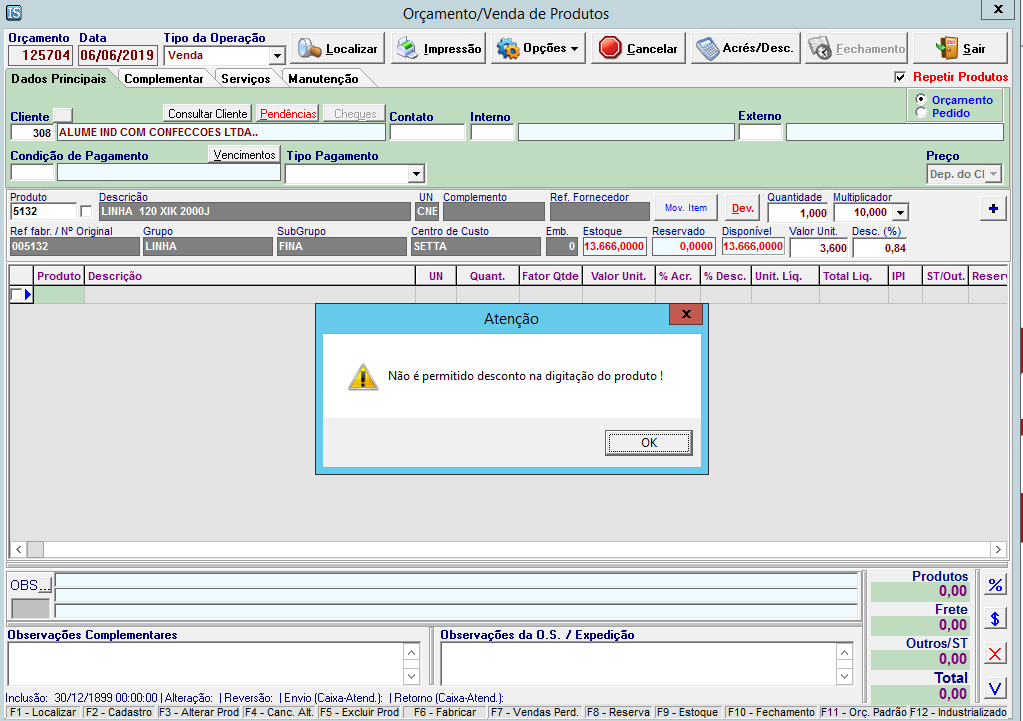 IS
Orçamento/Venda de Produtos
x
Orçamento Data Tipo da Operação
125704 06/06/2019 Venda
Localizar Impressão Opções Cancelar Acrés/Desc. Fechamento Sair
Dados Principais Complementar Serviços Manutenção
Repetir Produtos
Orçamento
Pedido
Cliente Consultar Cliente Pendências Cheques Contato Interno Externo
308 ALUME IND COM CONFECCOES LTDA..
Condição de Pagamento Vencimentos Tipo Pagamento Preço
Dep. do Cl
Produto Descrição UN Complemento Ref. Fornecedor Mov. Item Dev. Quantidade Multiplicador
5132 LINHA 120 XIK 2000J CNE 1,000 10,000 +
Ref fabr. / Nº Original Grupo SubGrupo Centro de Custo Emb. Estoque Reservado Disponível Valor Unit. Desc. (%)
005132 LINHA FINA SETTA 0 13.666,0000 0,0000 13.666,0000 3,600 0,84
Produto Descrição UN Quant. Fator Qtde Valor Unit. % Acr. % Desc. Unit. Liq. Total Liq. IPI ST/Out. Reserv
Atenção
x
Não é permitido desconto na digitação do produto !
OK
OBS...
Produtos
0,00
Frete
0,00
Outros/ST
0,00
Total
0,00
%
$
X
V
Observações Complementares Observações da O.S. / Expedição
Inclusão: 30/12/1899 00:00:00 | Alteração: | Reversão: | Envio (Caixa-Atend.): | Retorno (Caixa-Atend.):
F1 - Localizar F2 - Cadastro F3 - Alterar Prod F4 - Canc. Alt. F5 - Excluir Prod F6 - Fabricar F7 - Vendas Perd. F8 - Reserva F9 - Estoque F10 - Fechamento F11 - Orç. Padrão F12 - Industrializado